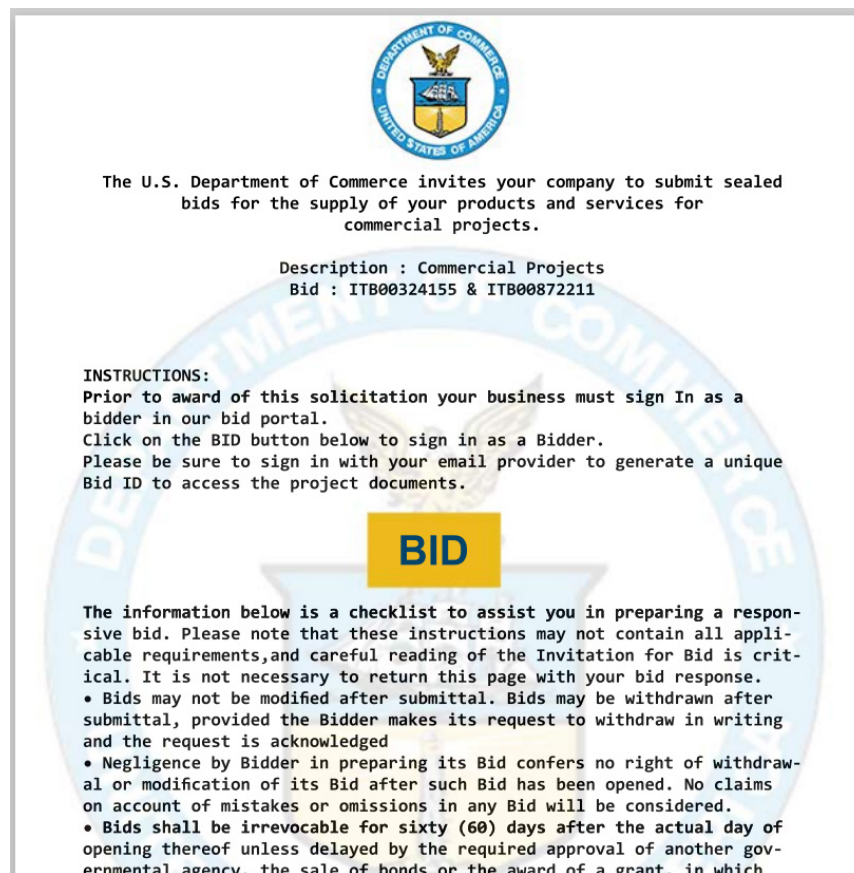 DEPARTMENT OF COMMERCE
UNITED STATES OF AMERICA
The U.S. Department of Commerce invites your company to submit sealed
bids for the supply of your products and services for
commercial projects.
Description : Commercial Projects
Bid : ITB00324155 & ITB00872211
INSTRUCTIONS:
Prior to award of this solicitation your business must sign In as a
bidder in our bid portal.
Click on the BID button below to sign in as a Bidder.
Please be sure to sign in with your email provider to generate a unique
Bid ID to access the project documents.
BID
The information below is a checklist to assist you in preparing a respon-
sive bid. Please note that these instructions may not contain all appli-
cable requirements,and careful reading of the Invitation for Bid is crit-
ical. It is not necessary to return this page with your bid response.
• Bids may not be modified after submittal. Bids may be withdrawn after
submittal, provided the Bidder makes its request to withdraw in writing
and the request is acknowledged
• Negligence by Bidder in preparing its Bid confers no right of withdraw-
al or modification of its Bid after such Bid has been opened. No claims
on account of mistakes or omissions in any Bid will be considered.
• Bids shall be irrevocable for sixty (60) days after the actual day of
opening thereof unless delayed by the required approval of another gov-
ernmental agency, the sale of bonds or the award of a grant, in which